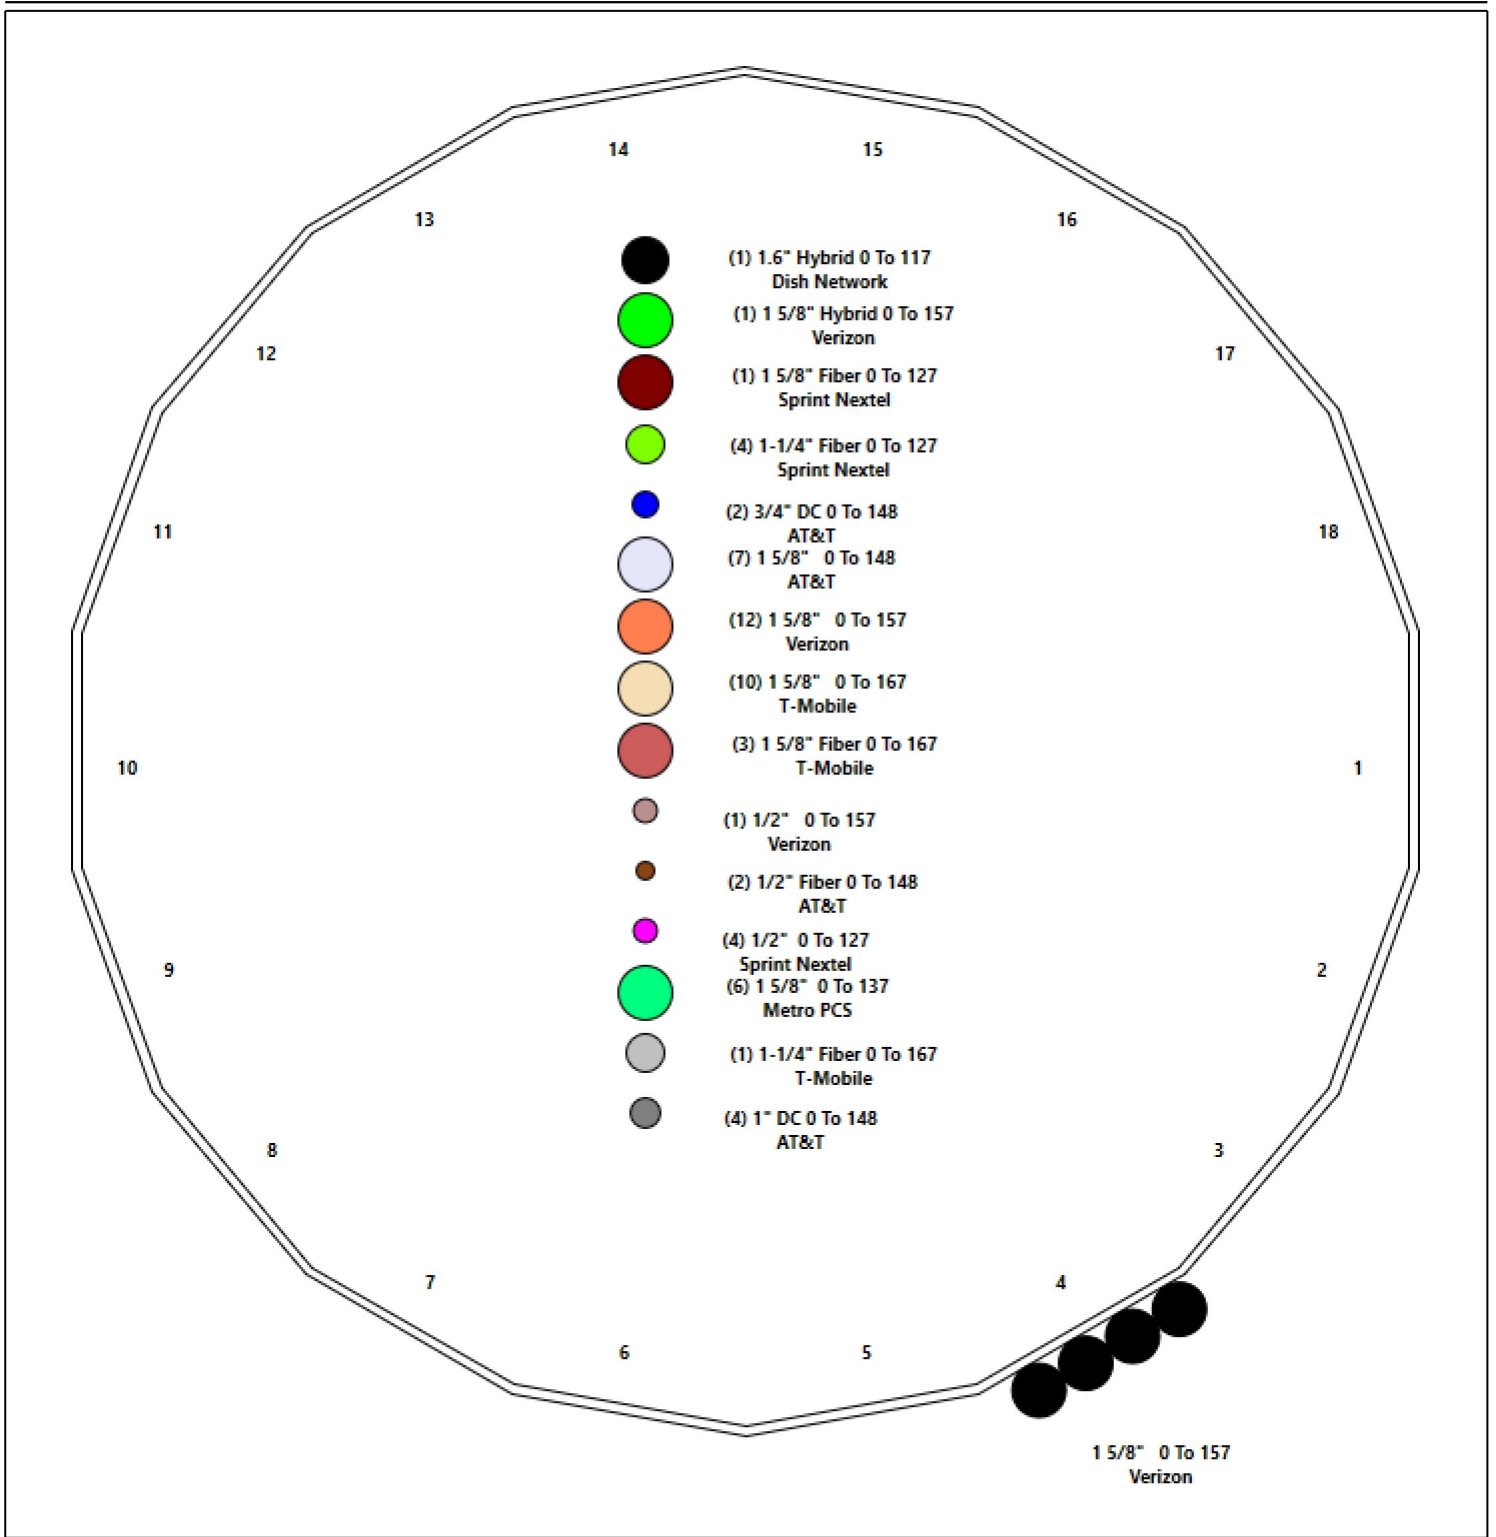 14
15
13
16
(1) 1.6" Hybrid 0 To 117
Dish Network
(1) 1 5/8" Hybrid 0 To 157
Verizon
12
17
(1) 1 5/8" Fiber 0 To 127
Sprint Nextel
(4) 1-1/4" Fiber 0 To 127
Sprint Nextel
(2) 3/4" DC 0 To 148
AT&T
11
18
(7) 1 5/8" 0 To 148
AT&T
(12) 1 5/8" 0 To 157
Verizon
(10) 1 5/8" 0 To 167
T-Mobile
(3) 1 5/8" Fiber 0 To 167
T-Mobile
10
1
(1) 1/2" 0 To 157
Verizon
(2) 1/2" Fiber 0 To 148
AT&T
(4) 1/2" 0 To 127
Sprint Nextel
9
2
(6) 1 5/8" 0 To 137
Metro PCS
(1) 1-1/4" Fiber 0 To 167
T-Mobile
(4) 1" DC 0 To 148
AT&T
8
3
7
4
6
5
1 5/8" 0 To 157
Verizon